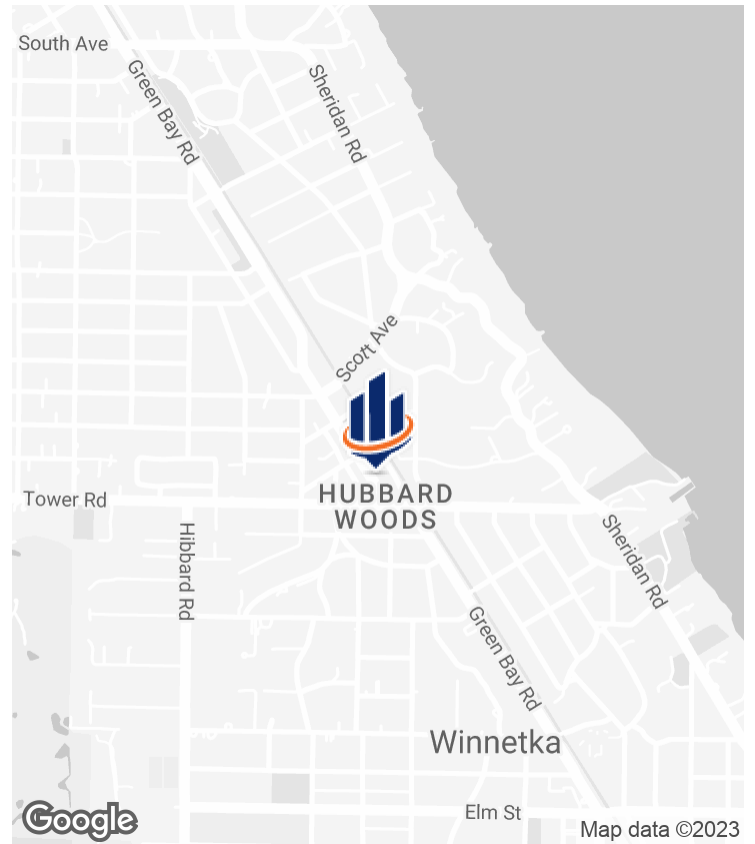 South Ave
Green Bay Rd
Sheridan Rd
Scott Ave
HUBBARD
WOODS
Tower Rd
Hibbard Rd
Sheridan Rd
Green Bay Rd
Winnetka
Elm St
Google
Map data ©2023